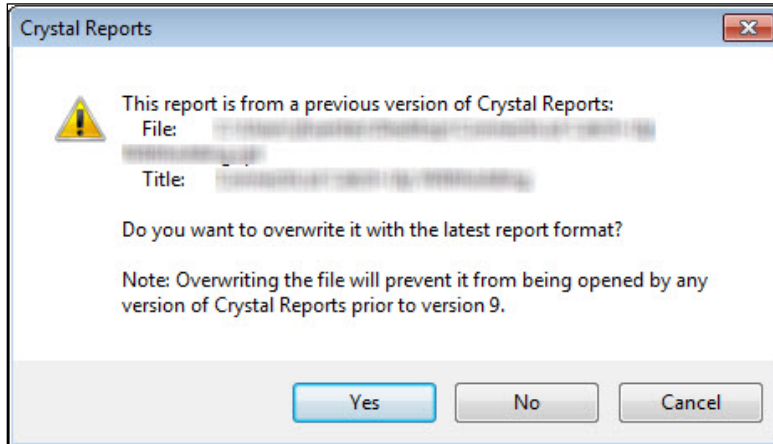 Crystal Reports
This report is from a previous version of Crystal Reports:
File:
Title:
Do you want to overwrite it with the latest report format?
Note: Overwriting the file will prevent it from being opened by any
version of Crystal Reports prior to version 9.
Yes No Cancel